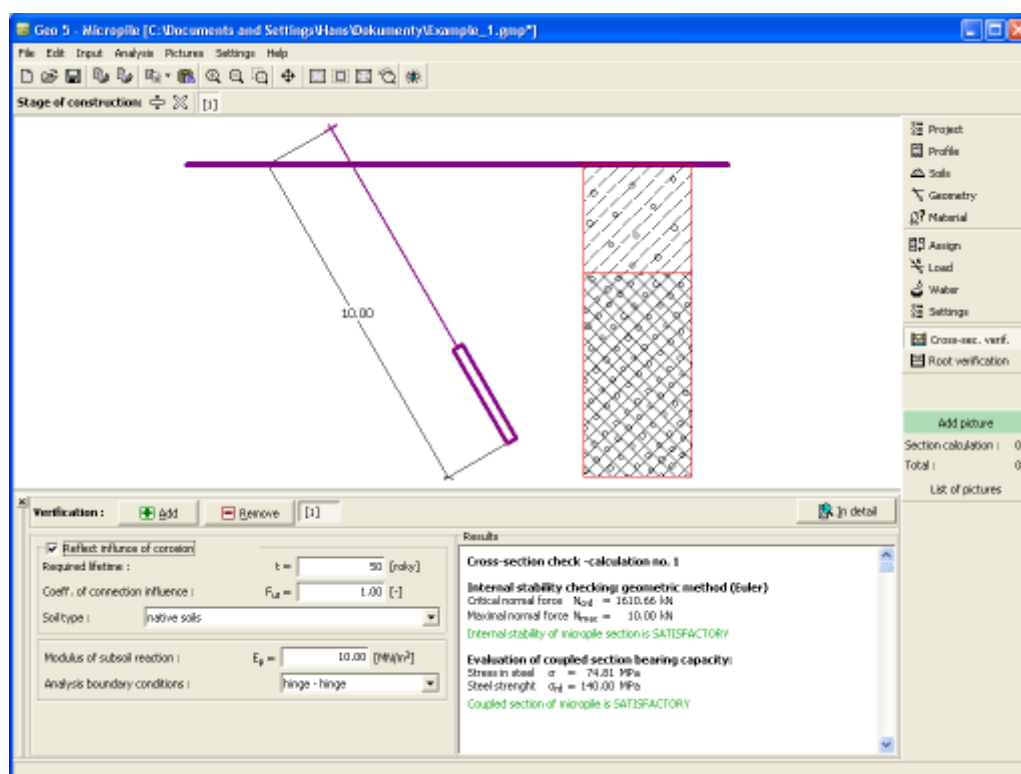 Geo 5 - Micropile [C:\Documents and Settings\Hans\Dokumenty\Example_1.gmp*]
File Edit Input Analysis Pictures Settings Help
Stage of construction: [1]
10.00
Project
Profile
Soils
Geometry
Material
Assign
Load
Water
Settings
Cross-sec. verif.
Root verification
Add picture
Section calculation : 0
Total : 0
List of pictures
Verification : Add Remove [1] In detail
Reflect influnce of corosion
Required lifetime : t = 50 [roky]
Coeff. of connection influence : Fut = 1.00 [-]
Soil type : native soils
Modulus of subsoil reaction : Ep = 10.00 [MN/m³]
Analysis boundary conditions : hinge - hinge
Results
Cross-section check -calculation no. 1
Internal stability checking: geometric method (Euler)
Critical normal force Ncrd = 1610.66 kN
Maximal normal force Nmax = 10.00 kN
Internal stability of micropile section is SATISFACTORY
Evaluation of coupled section bearing capacity:
Stress in steel σ = 74.81 MPa
Steel strenght σrd = 140.00 MPa
Coupled section of micropile is SATISFACTORY